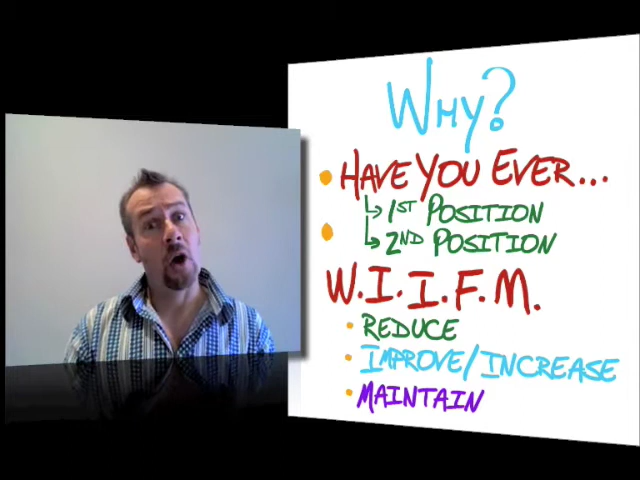 WHY?
• HAVE YOU EVER...
↳ 1ST POSITION
• ↳ 2ND POSITION
W.I.I.F.M.
• REDUCE
• IMPROVE/INCREASE
• MAINTAIN